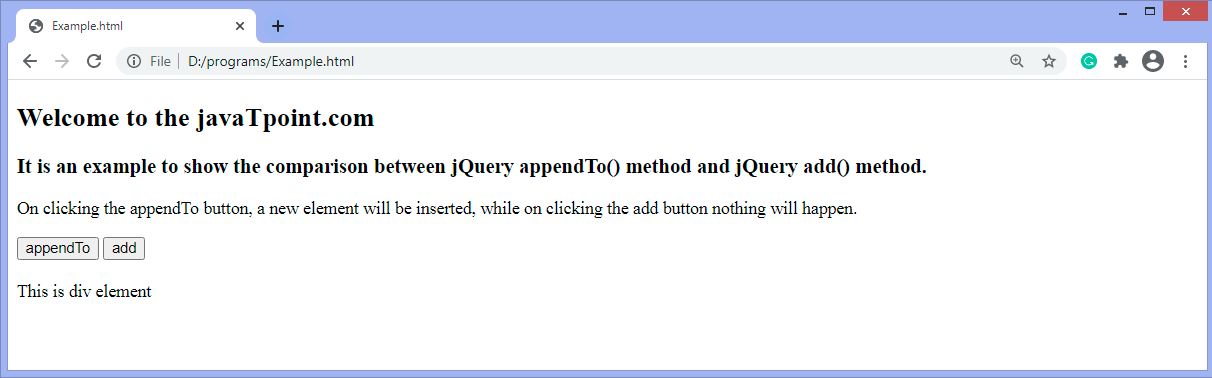 Example.html
File D:/programs/Example.html
Welcome to the javaTpoint.com
It is an example to show the comparison between jQuery appendTo() method and jQuery add() method.
On clicking the appendTo button, a new element will be inserted, while on clicking the add button nothing will happen.
appendTo add
This is div element